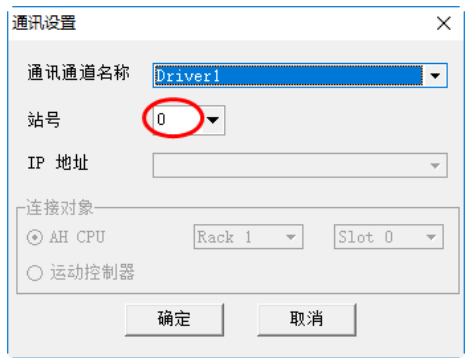 通讯设置
通讯通道名称 Driver1
站号 0
IP 地址
连接对象
AH CPU Rack 1 Slot 0
运动控制器
确定 取消